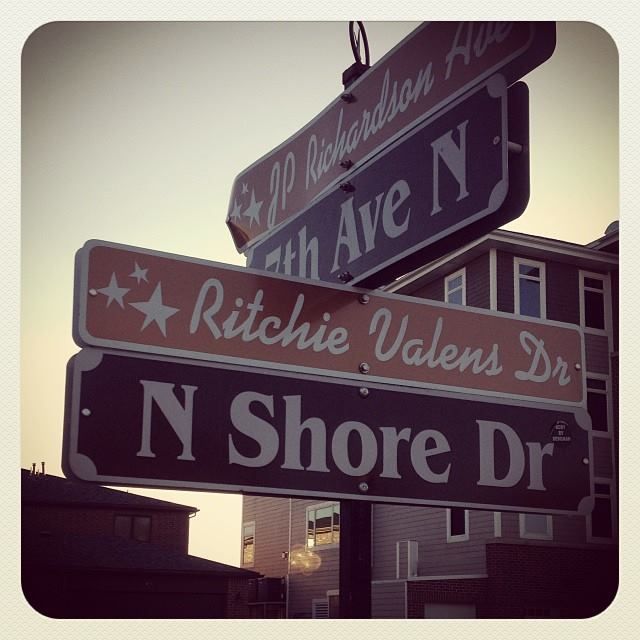 JP Richardson Ave
7th Ave N
Ritchie Valens Dr
N Shore Dr